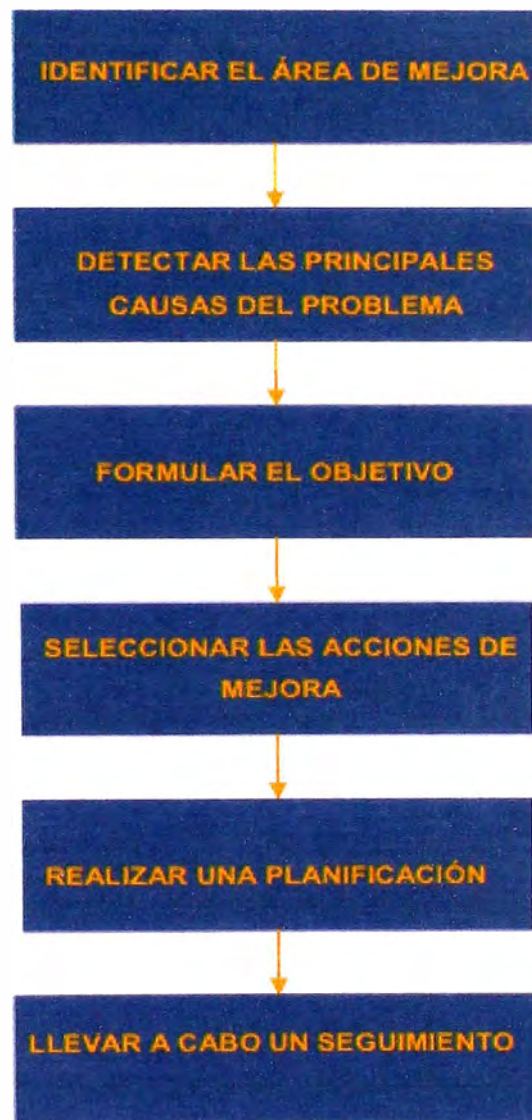 IDENTIFICAR EL ÁREA DE MEJORA
DETECTAR LAS PRINCIPALES
CAUSAS DEL PROBLEMA
FORMULAR EL OBJETIVO
SELECCIONAR LAS ACCIONES DE
MEJORA
REALIZAR UNA PLANIFICACIÓN
LLEVAR A CABO UN SEGUIMIENTO